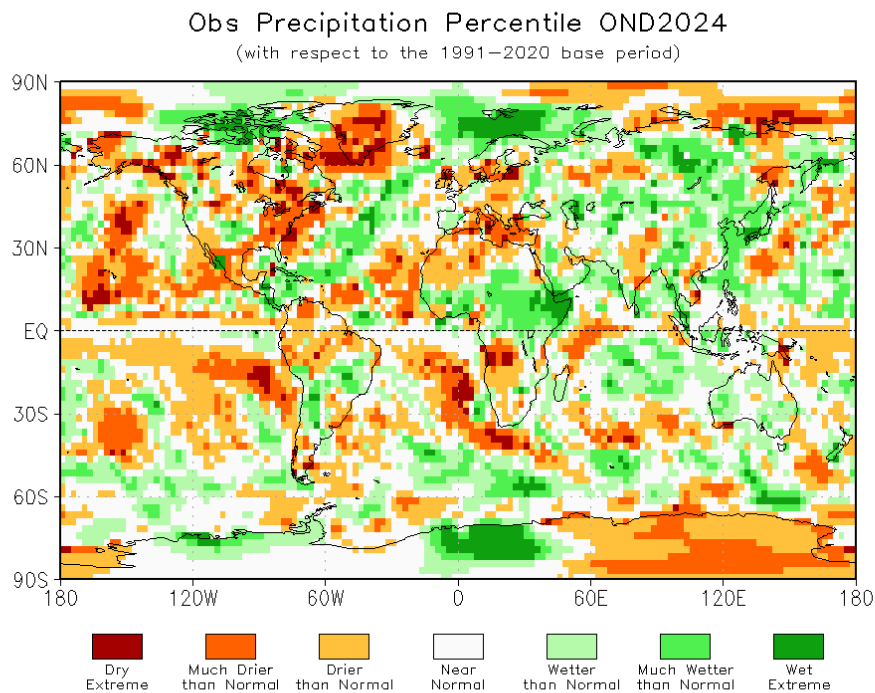 Obs Precipitation Percentile OND2024
(with respect to the 1991–2020 base period)
90N
60N
30N
EQ
30S
60S
90S
180 120W 60W 0 60E 120E 180
Dry Extreme
Much Drier than Normal
Drier than Normal
Near Normal
Wetter than Normal
Much Wetter than Normal
Wet Extreme